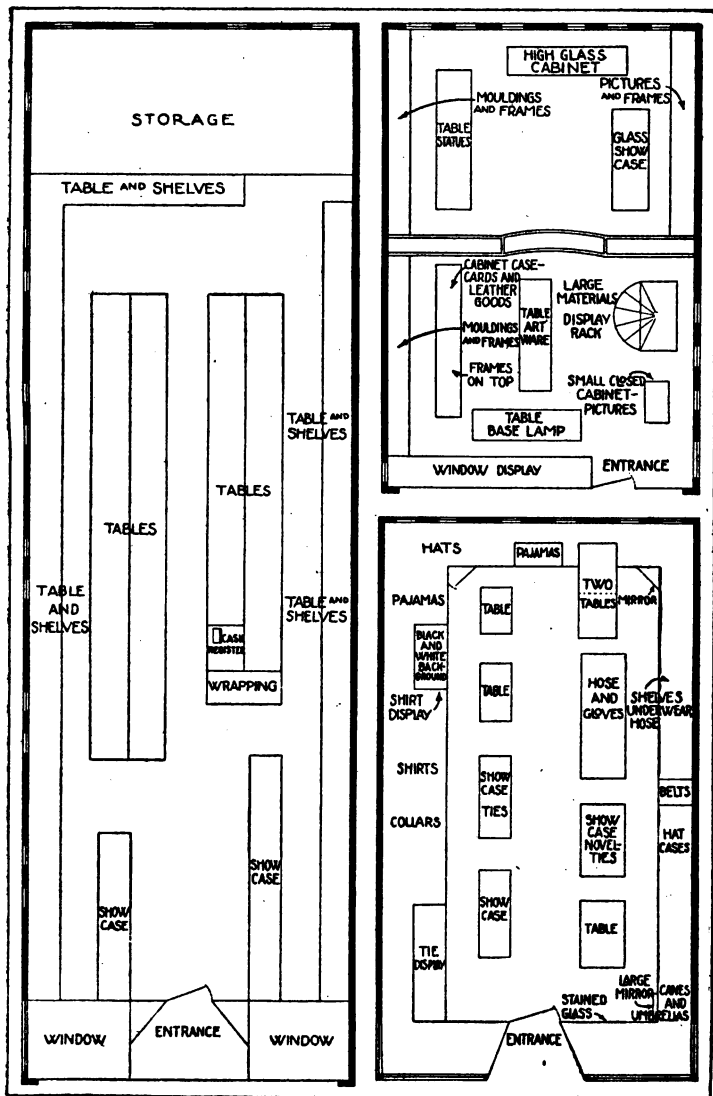 STORAGE
TABLE AND SHELVES
TABLE AND
SHELVES
TABLES
TABLES
TABLE
AND
SHELVES
TABLE AND
SHELVES
CASH
REGISTER
WRAPPING
SHOW
CASE
SHOW
CASE
WINDOW
ENTRANCE
WINDOW
HIGH GLASS
CABINET
MOULDINGS
AND FRAMES
PICTURES
AND FRAMES
TABLE
STATUES
GLASS
SHOW
CASE
CABINET CASE-
CARDS AND
LEATHER
GOODS
LARGE
MATERIALS
DISPLAY
RACK
TABLE
ART
WARE
MOULDINGS
AND FRAMES
FRAMES
ON TOP
SMALL CLOSED
CABINET-
PICTURES
TABLE
BASE LAMP
WINDOW DISPLAY
ENTRANCE
HATS
PAJAMAS
TWO
TABLES
MIRROR
PAJAMAS
TABLE
BLACK
AND
WHITE
BACK-
GROUND
SHIRT
DISPLAY
TABLE
HOSE
AND
GLOVES
SHELVES
UNDERWEAR
HOSE
SHIRTS
SHOW
CASE
TIES
BELTS
COLLARS
SHOW
CASE
NOVEL-
TIES
HAT
CASES
SHOW
CASE
TABLE
TIE
DISPLAY
LARGE
MIRROR
CANES
AND
UMBRELLAS
STAINED
GLASS
ENTRANCE